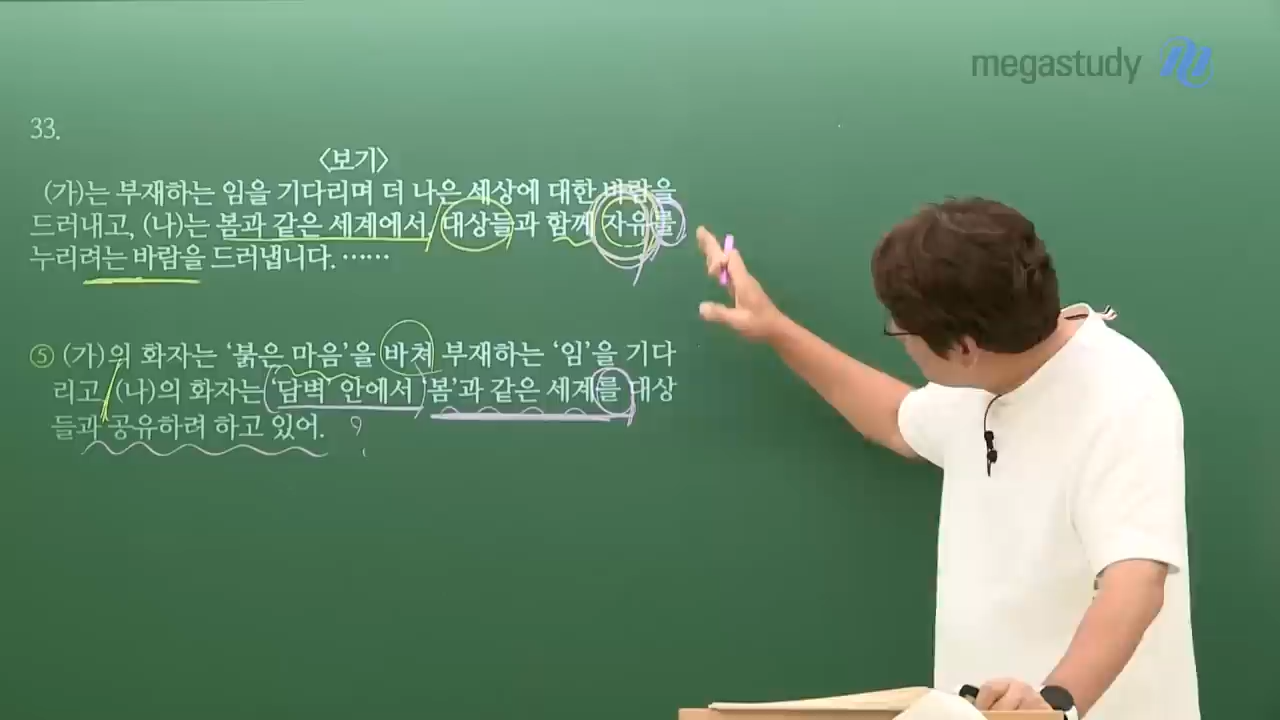 megastudy
33.
〈보기〉
(가)는 부재하는 임을 기다리며 더 나은 세상에 대한 바람을
드러내고, (나)는 봄과 같은 세계에서, 대상들과 함께 자유를
누리려는 바람을 드러냅니다. ……
⑤ (가)의 화자는 ‘붉은 마음’을 바쳐 부재하는 ‘임’을 기다
리고, (나)의 화자는 ‘담벽’ 안에서 ‘봄’과 같은 세계를 대상
들과 공유하려 하고 있어.